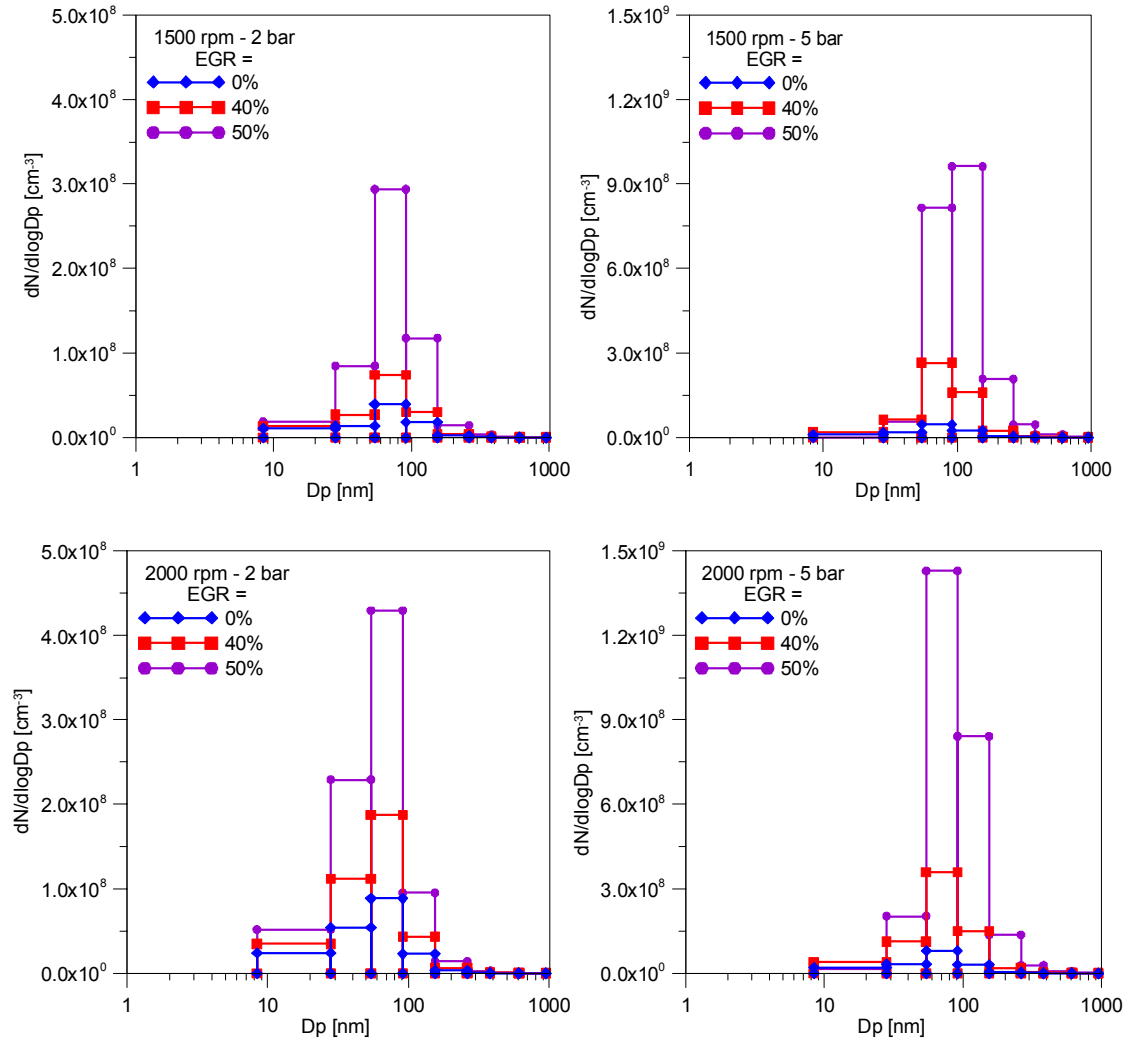 1500 rpm - 2 bar
EGR =
0%
40%
50%
5.0x10⁸
4.0x10⁸
3.0x10⁸
2.0x10⁸
1.0x10⁸
0.0x10⁰
dN/dlogDp [cm⁻³]
1 10 100 1000
Dp [nm]
1500 rpm - 5 bar
EGR =
0%
40%
50%
1.5x10⁹
1.2x10⁹
9.0x10⁸
6.0x10⁸
3.0x10⁸
0.0x10⁰
dN/dlogDp [cm⁻³]
1 10 100 1000
Dp [nm]
2000 rpm - 2 bar
EGR =
0%
40%
50%
5.0x10⁸
4.0x10⁸
3.0x10⁸
2.0x10⁸
1.0x10⁸
0.0x10⁰
dN/dlogDp [cm⁻³]
1 10 100 1000
Dp [nm]
2000 rpm - 5 bar
EGR =
0%
40%
50%
1.5x10⁹
1.2x10⁹
9.0x10⁸
6.0x10⁸
3.0x10⁸
0.0x10⁰
dN/dlogDp [cm⁻³]
1 10 100 1000
Dp [nm]